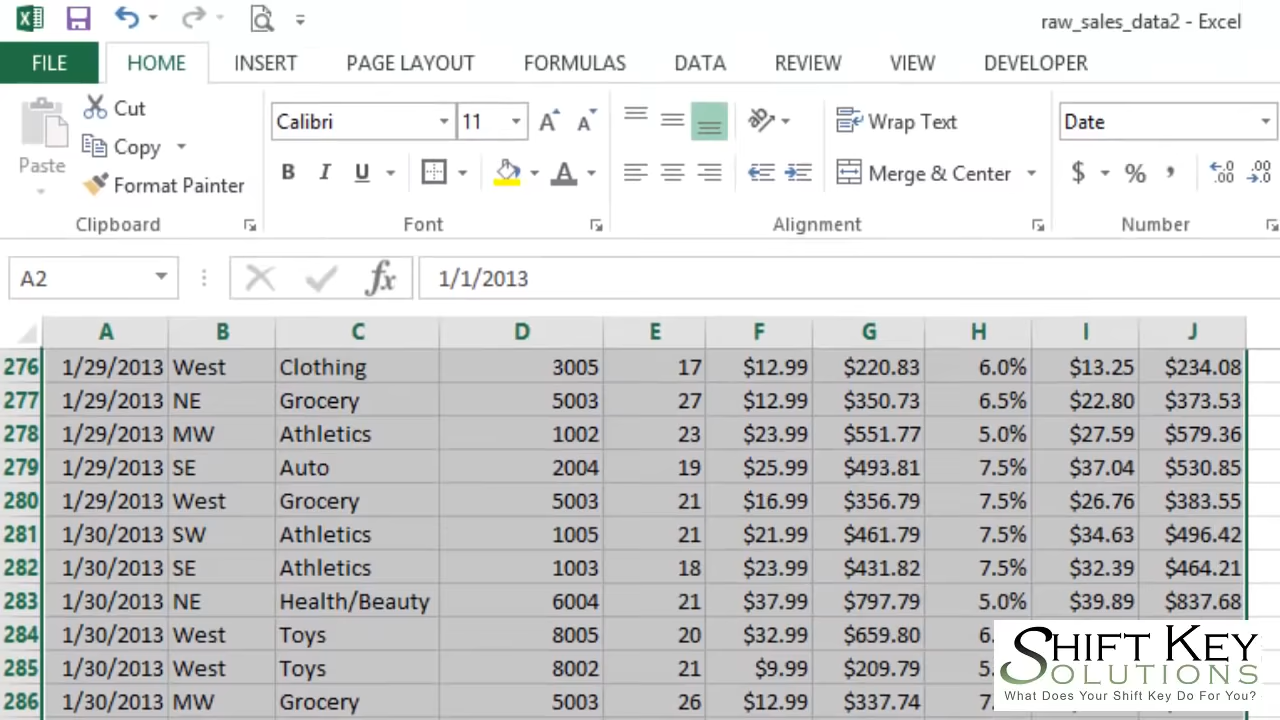 raw_sales_data2 - Excel
FILE HOME INSERT PAGE LAYOUT FORMULAS DATA REVIEW VIEW DEVELOPER
Paste
Cut
Copy
Format Painter
Clipboard
Calibri 11
B I U
Font
Wrap Text
Merge & Center
Alignment
Date
$ % , .00 .00
Number
A2 fx 1/1/2013
A B C D E F G H I J
276 1/29/2013 West Clothing 3005 17 $12.99 $220.83 6.0% $13.25 $234.08
277 1/29/2013 NE Grocery 5003 27 $12.99 $350.73 6.5% $22.80 $373.53
278 1/29/2013 MW Athletics 1002 23 $23.99 $551.77 5.0% $27.59 $579.36
279 1/29/2013 SE Auto 2004 19 $25.99 $493.81 7.5% $37.04 $530.85
280 1/29/2013 West Grocery 5003 21 $16.99 $356.79 7.5% $26.76 $383.55
281 1/30/2013 SW Athletics 1005 21 $21.99 $461.79 7.5% $34.63 $496.42
282 1/30/2013 SE Athletics 1003 18 $23.99 $431.82 7.5% $32.39 $464.21
283 1/30/2013 NE Health/Beauty 6004 21 $37.99 $797.79 5.0% $39.89 $837.68
284 1/30/2013 West Toys 8005 20 $32.99 $659.80
285 1/30/2013 West Toys 8002 21 $9.99 $209.79
286 1/30/2013 MW Grocery 5003 26 $12.99 $337.74
SHIFT KEY
SOLUTIONS
What Does Your Shift Key Do For You?